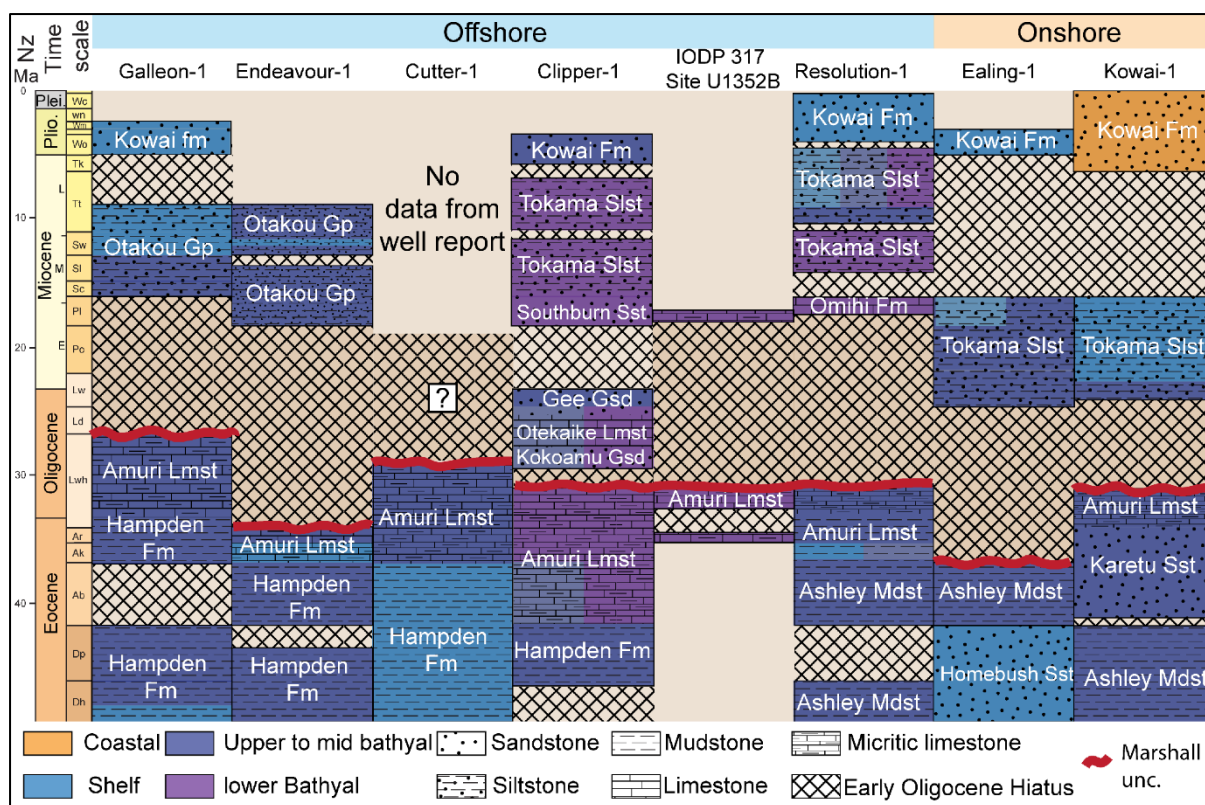 Offshore
Onshore
Nz
Time
scale
Ma
Galleon-1
Endeavour-1
Cutter-1
Clipper-1
IODP 317
Site U1352B
Resolution-1
Ealing-1
Kowai-1
0
10
20
30
40
Plei.
Plio.
Miocene
Oligocene
Eocene
L
M
E
Wc
wn
Wm
Wo
Tk
Tt
Sw
Sl
Sc
Pl
Po
Lw
Ld
Lwh
Ar
Ak
Ab
Dp
Dh
Kowai fm
Otakou Gp
Amuri Lmst
Hampden
Fm
Hampden
Fm
Otakou Gp
Otakou Gp
Amuri Lmst
Hampden
Fm
Hampden
Fm
No
data from
well report
?
Amuri Lmst
Hampden
Fm
Kowai Fm
Tokama Slst
Tokama Slst
Southburn Sst
Gee Gsd
Otekaike Lmst
Kokoamu Gsd
Amuri Lmst
Hampden Fm
Amuri Lmst
Kowai Fm
Tokama Slst
Tokama Slst
Omihi Fm
Amuri Lmst
Ashley Mdst
Ashley Mdst
Kowai Fm
Tokama Slst
Ashley Mdst
Homebush Sst
Kowai Fm
Tokama Slst
Amuri Lmst
Karetu Sst
Ashley Mdst
Coastal
Upper to mid bathyal
Sandstone
Mudstone
Micritic limestone
Marshall
unc.
Shelf
lower Bathyal
Siltstone
Limestone
Early Oligocene Hiatus